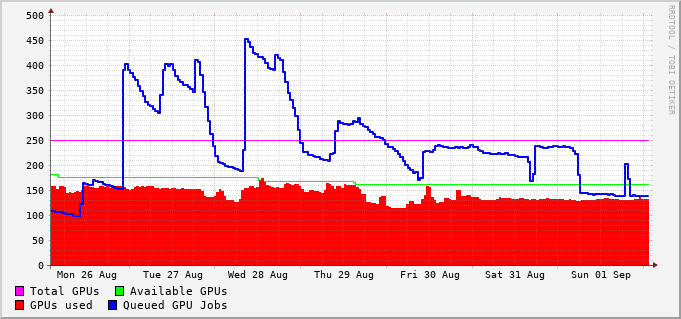 500
450
400
350
300
250
200
150
100
50
0
Mon 26 Aug Tue 27 Aug Wed 28 Aug Thu 29 Aug Fri 30 Aug Sat 31 Aug Sun 01 Sep
Total GPUs Available GPUs
GPUs used Queued GPU Jobs
RRDTOOL / TOBI OETIKER